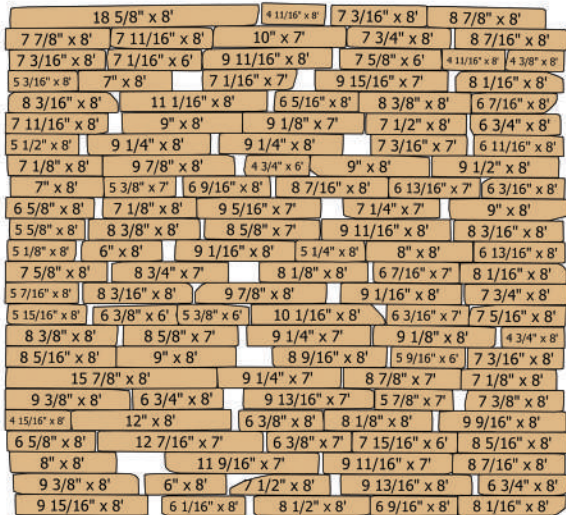 18 5/8" x 8' 4 11/16" x 8' 7 3/16" x 8' 8 7/8" x 8'
7 7/8" x 8' 7 11/16" x 8' 10" x 7' 7 3/4" x 8' 8 7/16" x 8'
7 3/16" x 8' 7 1/16" x 6' 9 11/16" x 8' 7 5/8" x 6' 4 11/16" x 8' 4 3/8" x 8'
5 3/16" x 8' 7" x 8' 7 1/16" x 7' 9 15/16" x 7' 8 1/16" x 8'
8 3/16" x 8' 11 1/16" x 8' 6 5/16" x 8' 8 3/8" x 8' 6 7/16" x 8'
7 11/16" x 8' 9" x 8' 9 1/8" x 7' 7 1/2" x 8' 6 3/4" x 8'
5 1/2" x 8' 9 1/4" x 8' 9 1/4" x 8' 7 3/16" x 7' 6 11/16" x 8'
7 1/8" x 8' 9 7/8" x 8' 4 3/4" x 6' 9" x 8' 9 1/2" x 8'
7" x 8' 5 3/8" x 7' 6 9/16" x 8' 8 7/16" x 8' 6 13/16" x 7' 6 3/16" x 8'
6 5/8" x 8' 7 1/8" x 8' 9 5/16" x 7' 7 1/4" x 7' 9" x 8'
5 5/8" x 8' 8 3/8" x 8' 8 5/8" x 7' 9 11/16" x 8' 8 3/16" x 8'
5 1/8" x 8' 6" x 8' 9 1/16" x 8' 5 1/4" x 8' 8" x 8' 6 13/16" x 8'
7 5/8" x 8' 8 3/4" x 7' 8 1/8" x 8' 6 7/16" x 7' 8 1/16" x 8'
5 7/16" x 8' 8 3/16" x 8' 9 7/8" x 8' 9 1/16" x 8' 7 3/4" x 8'
5 15/16" x 8' 6 3/8" x 6' 5 3/8" x 6' 10 1/16" x 8' 6 3/16" x 7' 7 5/16" x 8'
8 3/8" x 8' 8 5/8" x 7' 9 1/4" x 7' 9 1/8" x 8' 4 3/4" x 8'
8 5/16" x 8' 9" x 8' 8 9/16" x 8' 5 9/16" x 6' 7 3/16" x 8'
15 7/8" x 8' 9 1/4" x 7' 8 7/8" x 7' 7 1/8" x 8'
9 3/8" x 8' 6 3/4" x 8' 9 13/16" x 7' 5 7/8" x 7' 7 3/8" x 8'
4 15/16" x 8' 12" x 8' 6 3/8" x 8' 8 1/8" x 8' 9 9/16" x 8'
6 5/8" x 8' 12 7/16" x 7' 6 3/8" x 7' 7 15/16" x 6' 8 5/16" x 8'
8" x 8' 11 9/16" x 7' 9 11/16" x 7' 8 7/16" x 8'
9 3/8" x 8' 6" x 8' 7 1/2" x 8' 9 13/16" x 8' 6 3/4" x 8'
9 15/16" x 8' 6 1/16" x 8' 8 1/2" x 8' 6 9/16" x 8' 8 1/16" x 8'